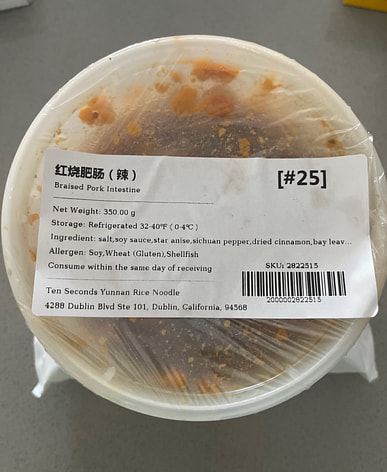 红烧肥肠（辣）
[#25]
Braised Pork Intestine
Net Weight: 350.00 g
Storage: Refrigerated 32-40°F ( 0-4°C )
Ingredient: salt,soy sauce,star anise,sichuan pepper,dried cinnamon,bay leav...
Allergen: Soy,Wheat (Gluten),Shellfish
Consume within the same day of receiving
SKU: 2822515
2000002822515
Ten Seconds Yunnan Rice Noodle
4288 Dublin Blvd Ste 101, Dublin, California, 94568